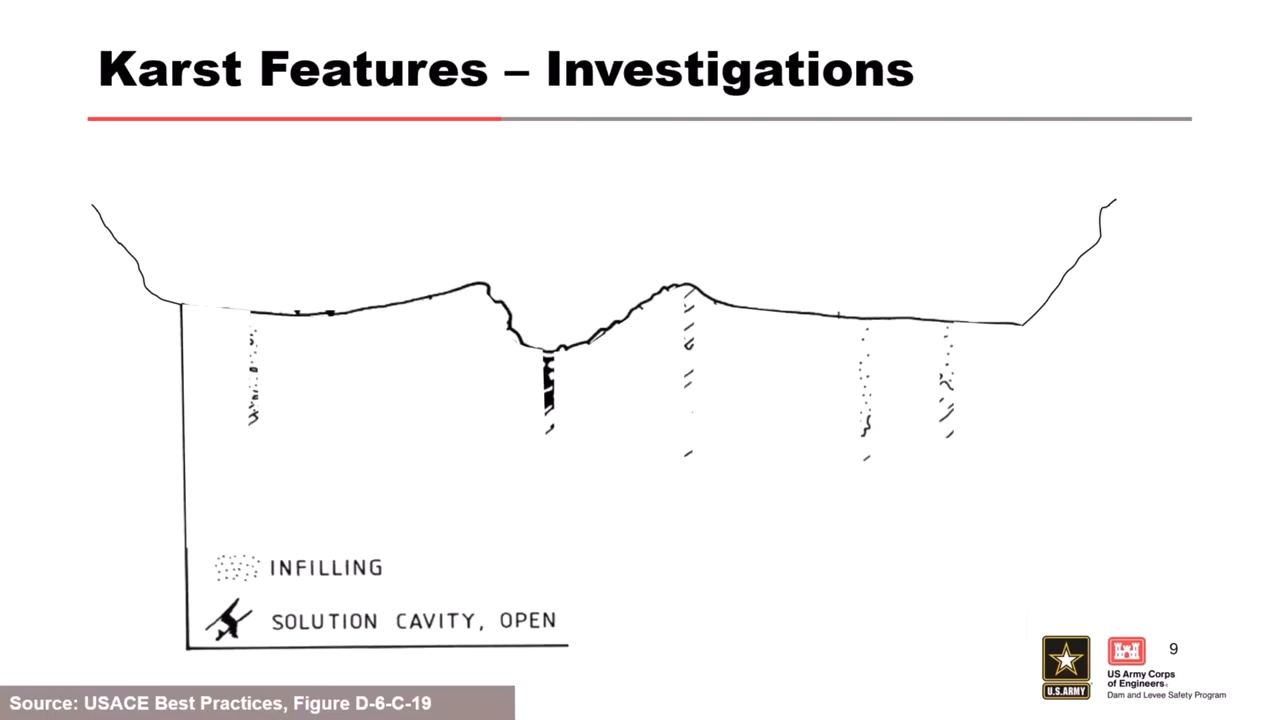 Karst Features – Investigations
INFILLING
SOLUTION CAVITY, OPEN
U.S.ARMY
US Army Corps
of Engineers®
Dam and Levee Safety Program
9
Source: USACE Best Practices, Figure D-6-C-19